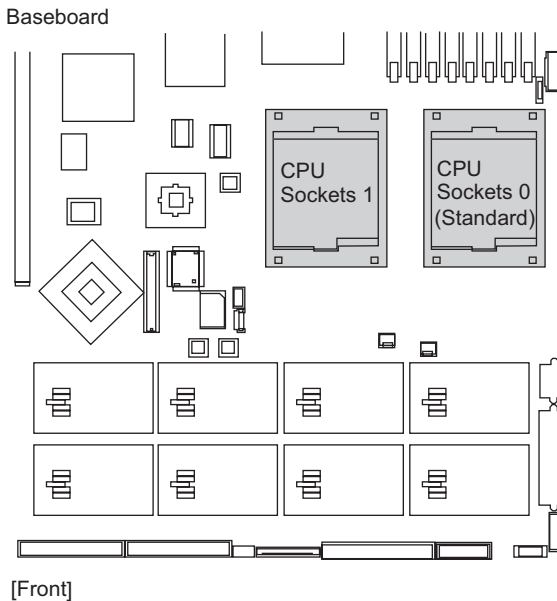 Baseboard
CPU
Sockets 1
CPU
Sockets 0
(Standard)
[Front]